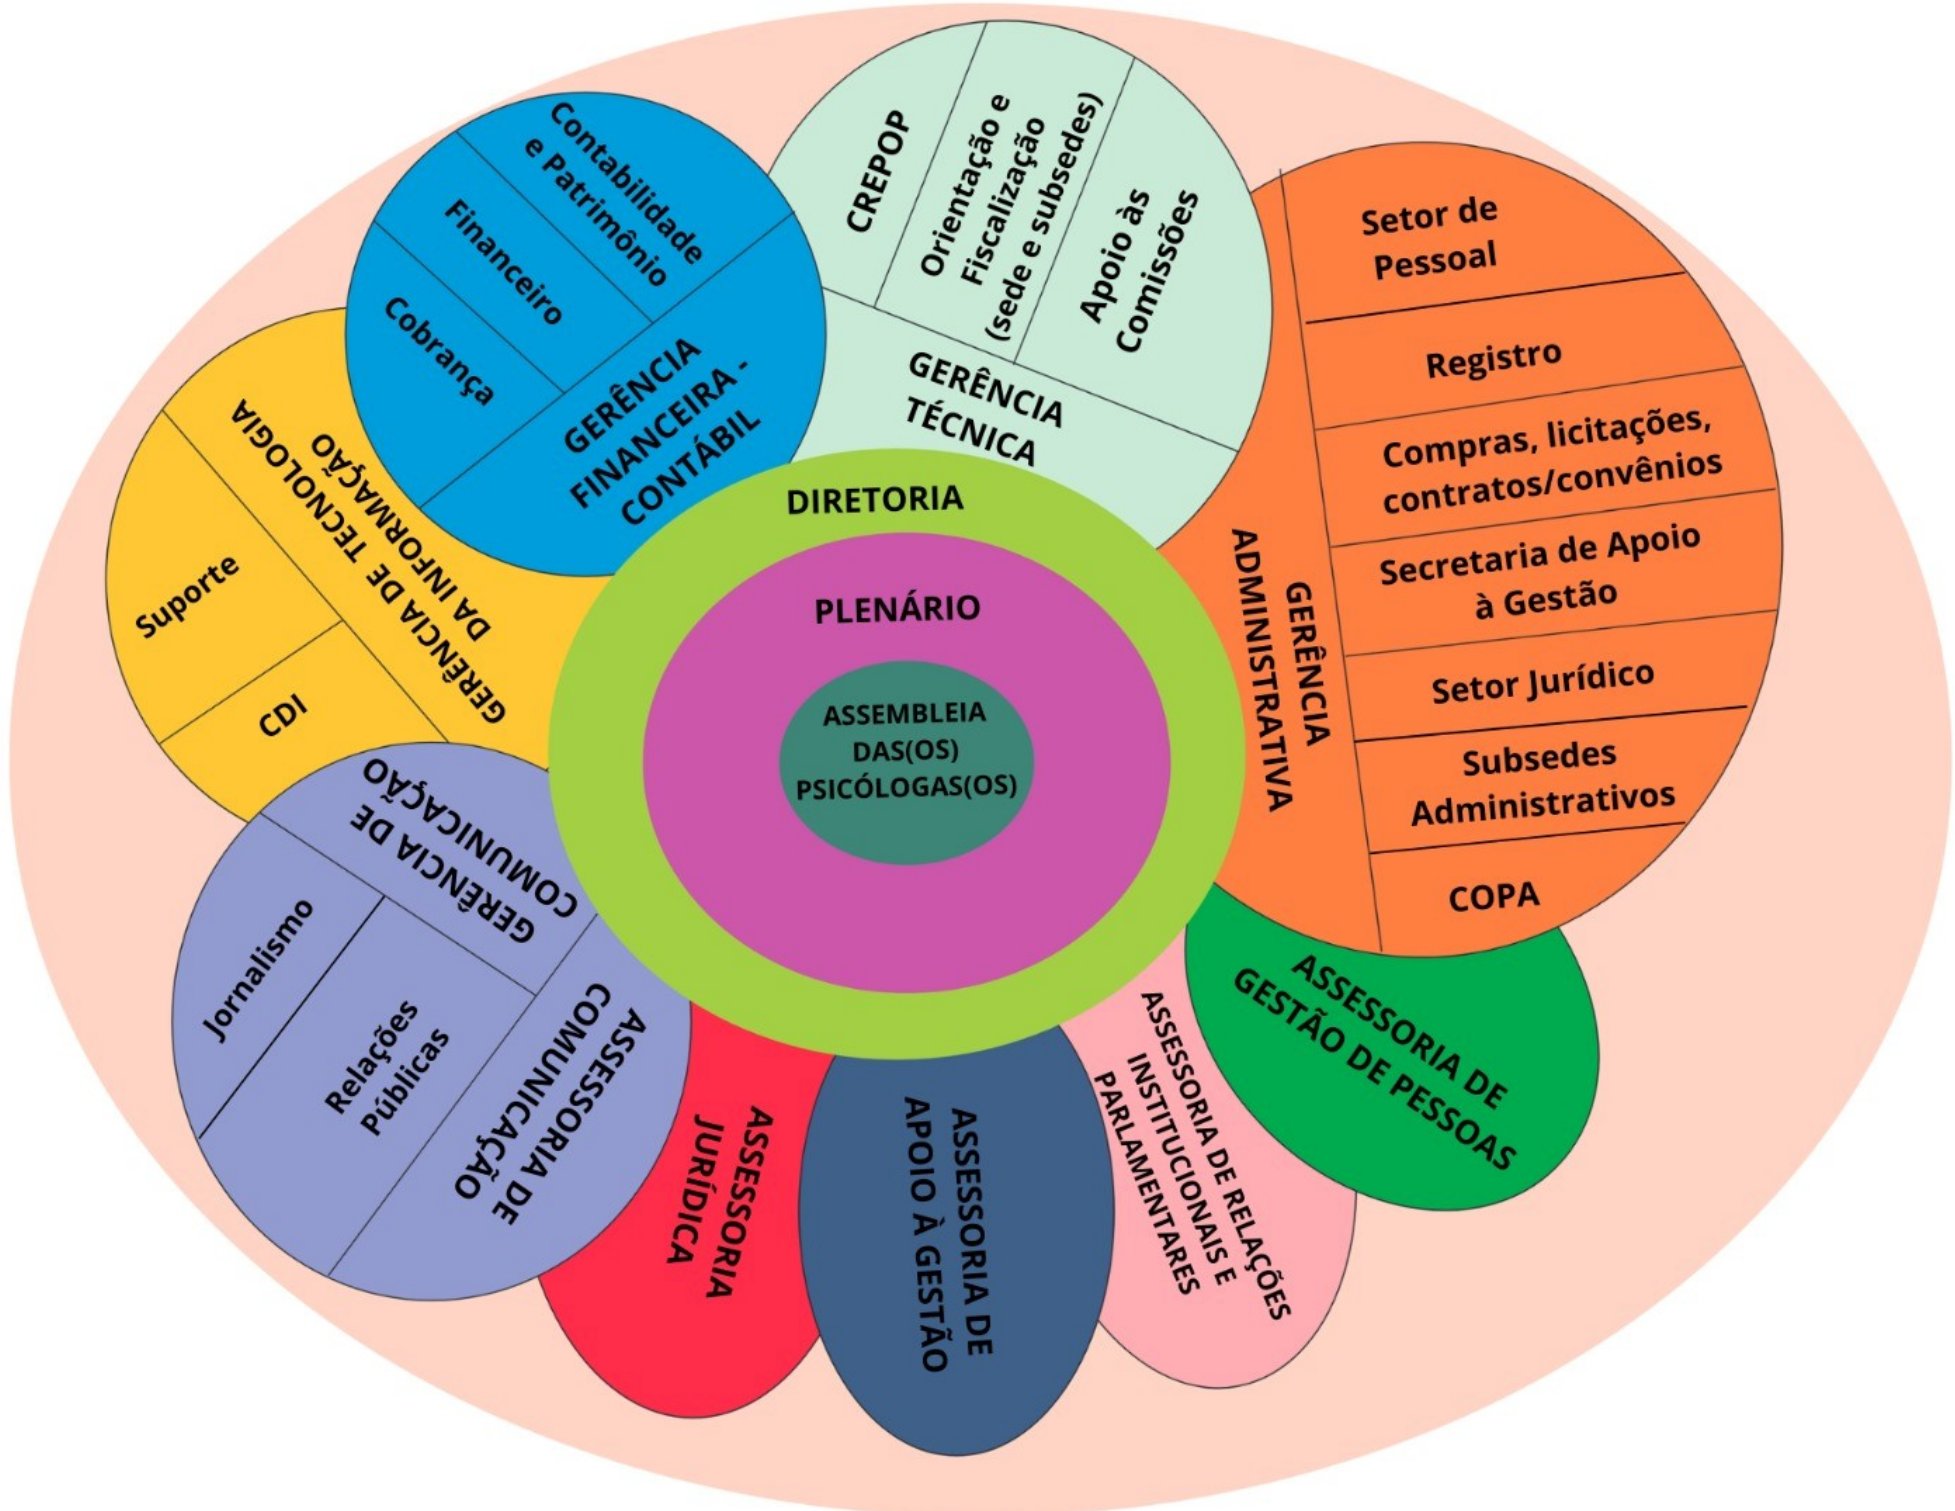 CREPOP
Orientação e
Fiscalização
(sede e subsedes)
Apoio às
Comissões
GERÊNCIA
TÉCNICA
Contabilidade
e Patrimônio
Financeiro
Cobrança
GERÊNCIA
FINANCEIRA -
CONTÁBIL
Setor de
Pessoal
Registro
Compras, licitações,
contratos/convênios
Secretaria de Apoio
à Gestão
Setor Jurídico
Subsedes
Administrativos
COPA
GERÊNCIA
ADMINISTRATIVA
GERÊNCIA DE TECNOLOGIA
DA INFORMAÇÃO
Suporte
CDI
DIRETORIA
PLENÁRIO
ASSEMBLEIA
DAS(OS)
PSICÓLOGAS(OS)
GERÊNCIA DE
COMUNICAÇÃO
Jornalismo
Relações
Públicas
ASSESSORIA DE
COMUNICAÇÃO
ASSESSORIA
JURÍDICA
ASSESSORIA DE
APOIO À GESTÃO
ASSESSORIA DE RELAÇÕES
INSTITUCIONAIS E
PARLAMENTARES
ASSESSORIA DE
GESTÃO DE PESSOAS